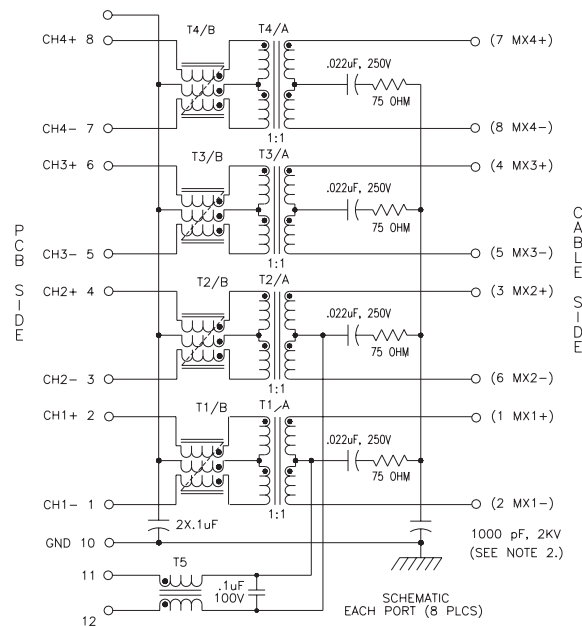 T4/B
T4/A
CH4+ 8
(7 MX4+)
.022uF, 250V
75 OHM
CH4- 7
(8 MX4-)
1:1
T3/B
T3/A
CH3+ 6
(4 MX3+)
.022uF, 250V
75 OHM
CH3- 5
(5 MX3-)
1:1
PCB SIDE
CABLE SIDE
T2/B
T2/A
CH2+ 4
(3 MX2+)
.022uF, 250V
75 OHM
CH2- 3
(6 MX2-)
1:1
T1/B
T1/A
CH1+ 2
(1 MX1+)
.022uF, 250V
75 OHM
CH1- 1
(2 MX1-)
1:1
2X.1uF
GND 10
1000 pF, 2KV
(SEE NOTE 2.)
T5
11
.1uF
100V
12
SCHEMATIC
EACH PORT (8 PLCS)